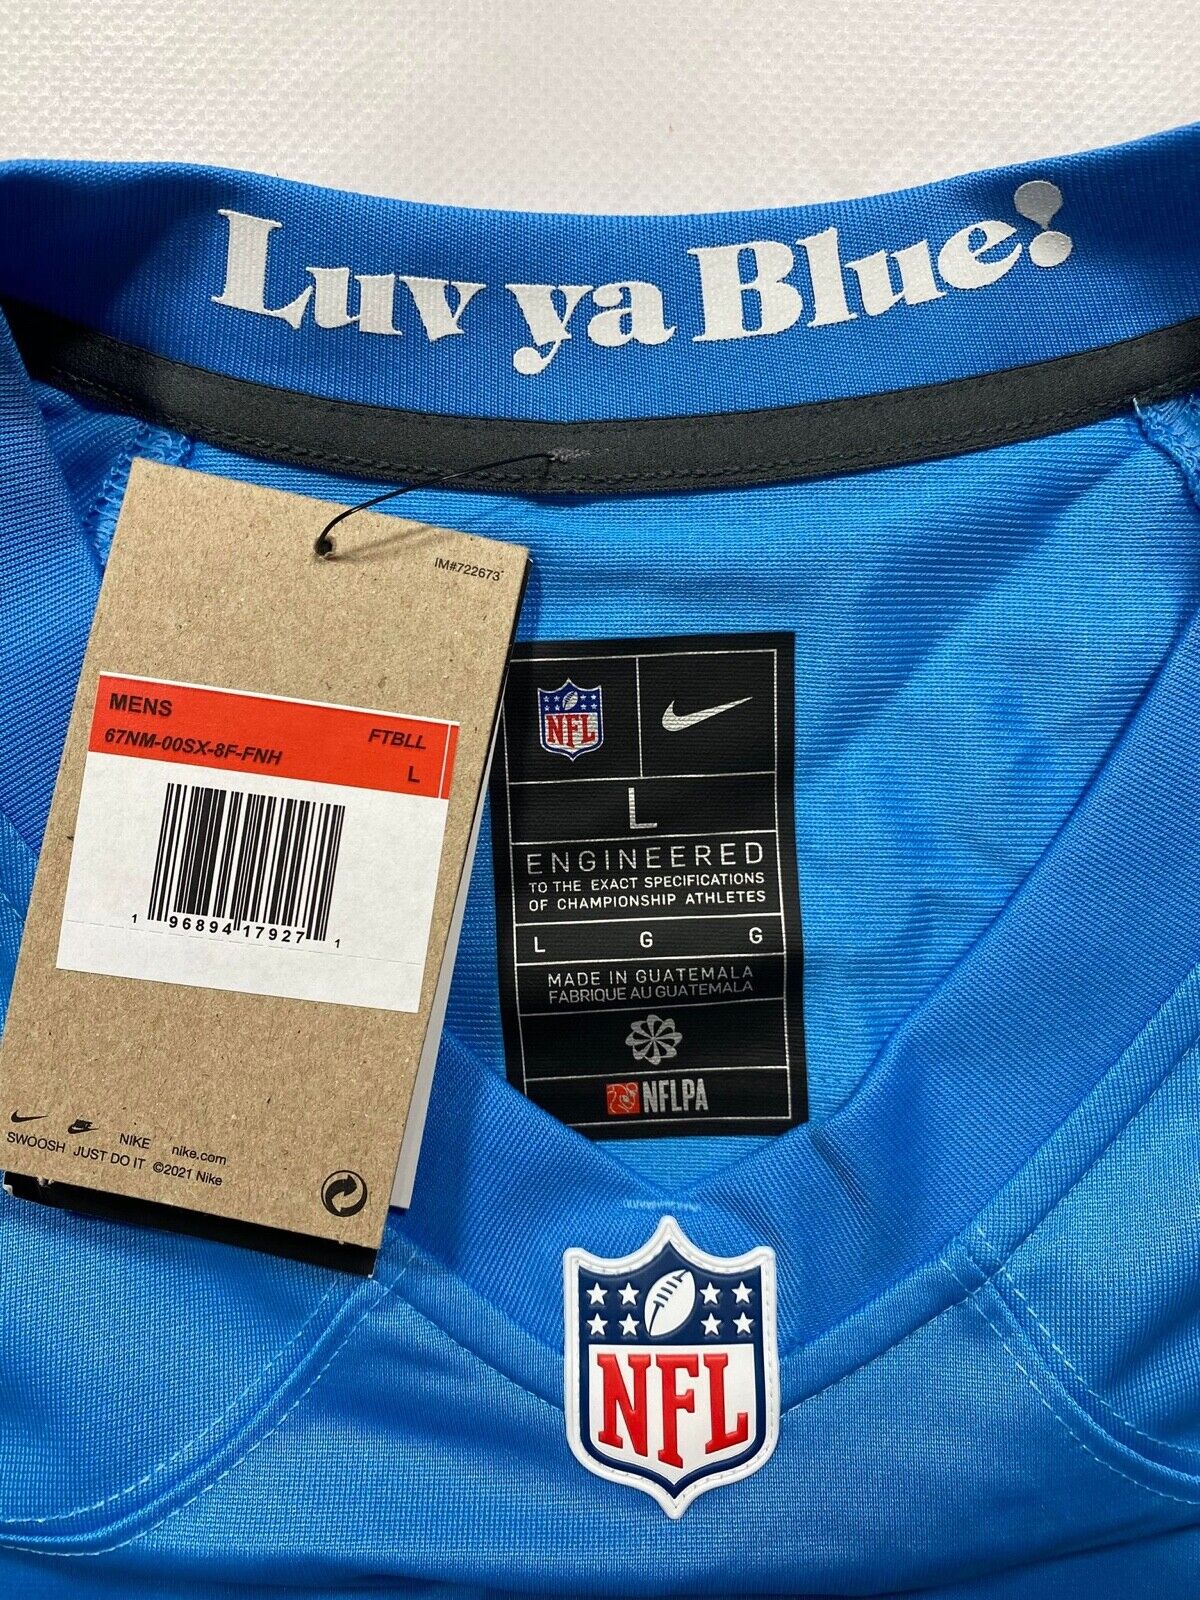 Luv ya Blue!
IM#722673
MENS FTBLL
67NM-00SX-8F-FNH L
1 96894 17927 1
NIKE nike.com
SWOOSH JUST DO IT ©2021 Nike
NFL
L
ENGINEERED
TO THE EXACT SPECIFICATIONS
OF CHAMPIONSHIP ATHLETES
L G G
MADE IN GUATEMALA
FABRIQUE AU GUATEMALA
NFLPA
NFL